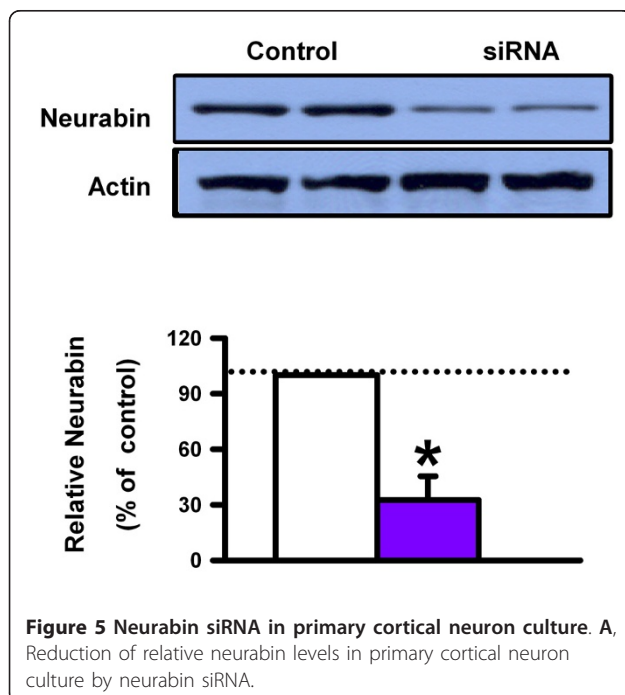 Control siRNA
Neurabin
Actin
Relative Neurabin
(% of control)
120
90
60
30
0
*
Figure 5 Neurabin siRNA in primary cortical neuron culture. A,
Reduction of relative neurabin levels in primary cortical neuron
culture by neurabin siRNA.